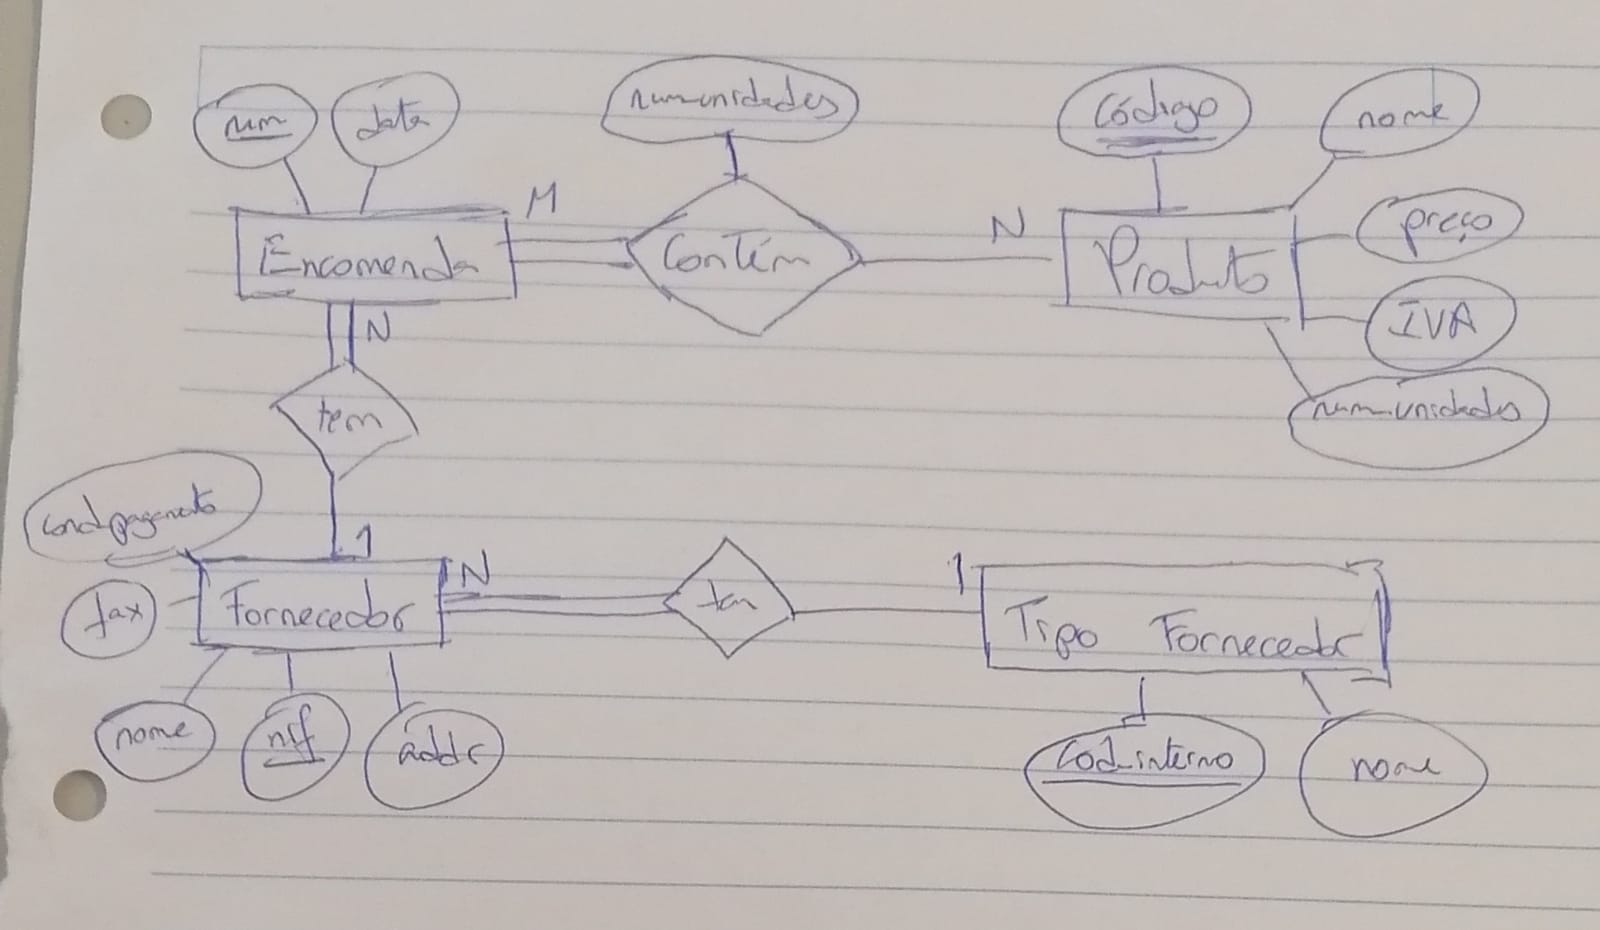 num
data
num_unidades
Código
nome
M
N
preço
Encomenda
Contém
Produto
IVA
N
num_unidades
tem
cond_pagamento
1
fax
Fornecedor
N
tem
1
Tipo Fornecedor
nome
nif
addr
Cod_interno
nome